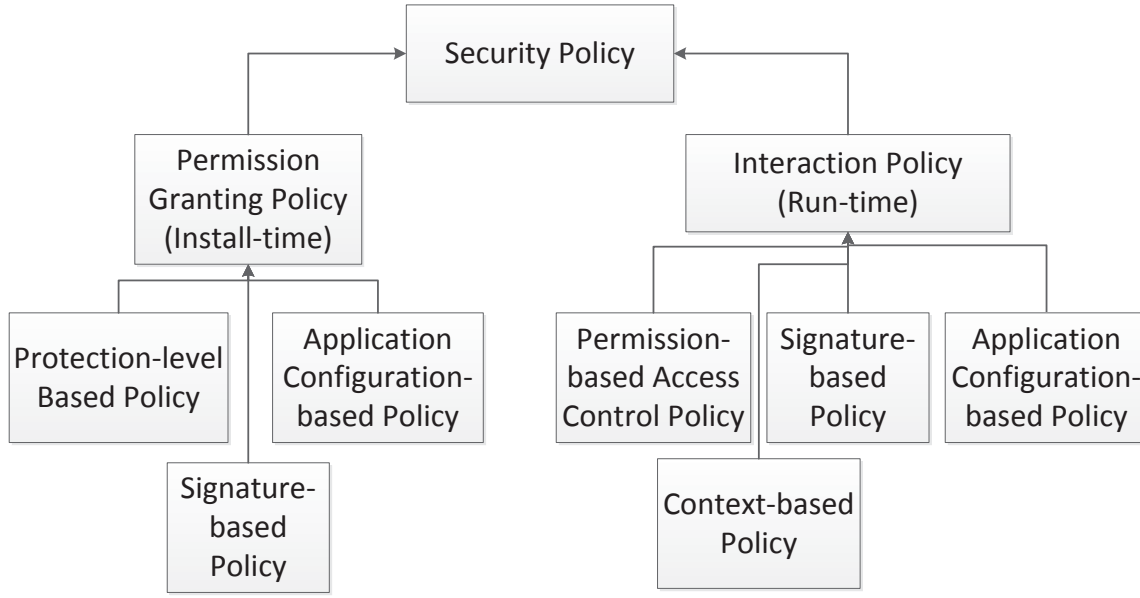 Security Policy
Permission
Granting Policy
(Install-time)
Interaction Policy
(Run-time)
Protection-level
Based Policy
Application
Configuration-
based Policy
Signature-
based
Policy
Permission-
based Access
Control Policy
Signature-
based
Policy
Application
Configuration-
based Policy
Context-based
Policy